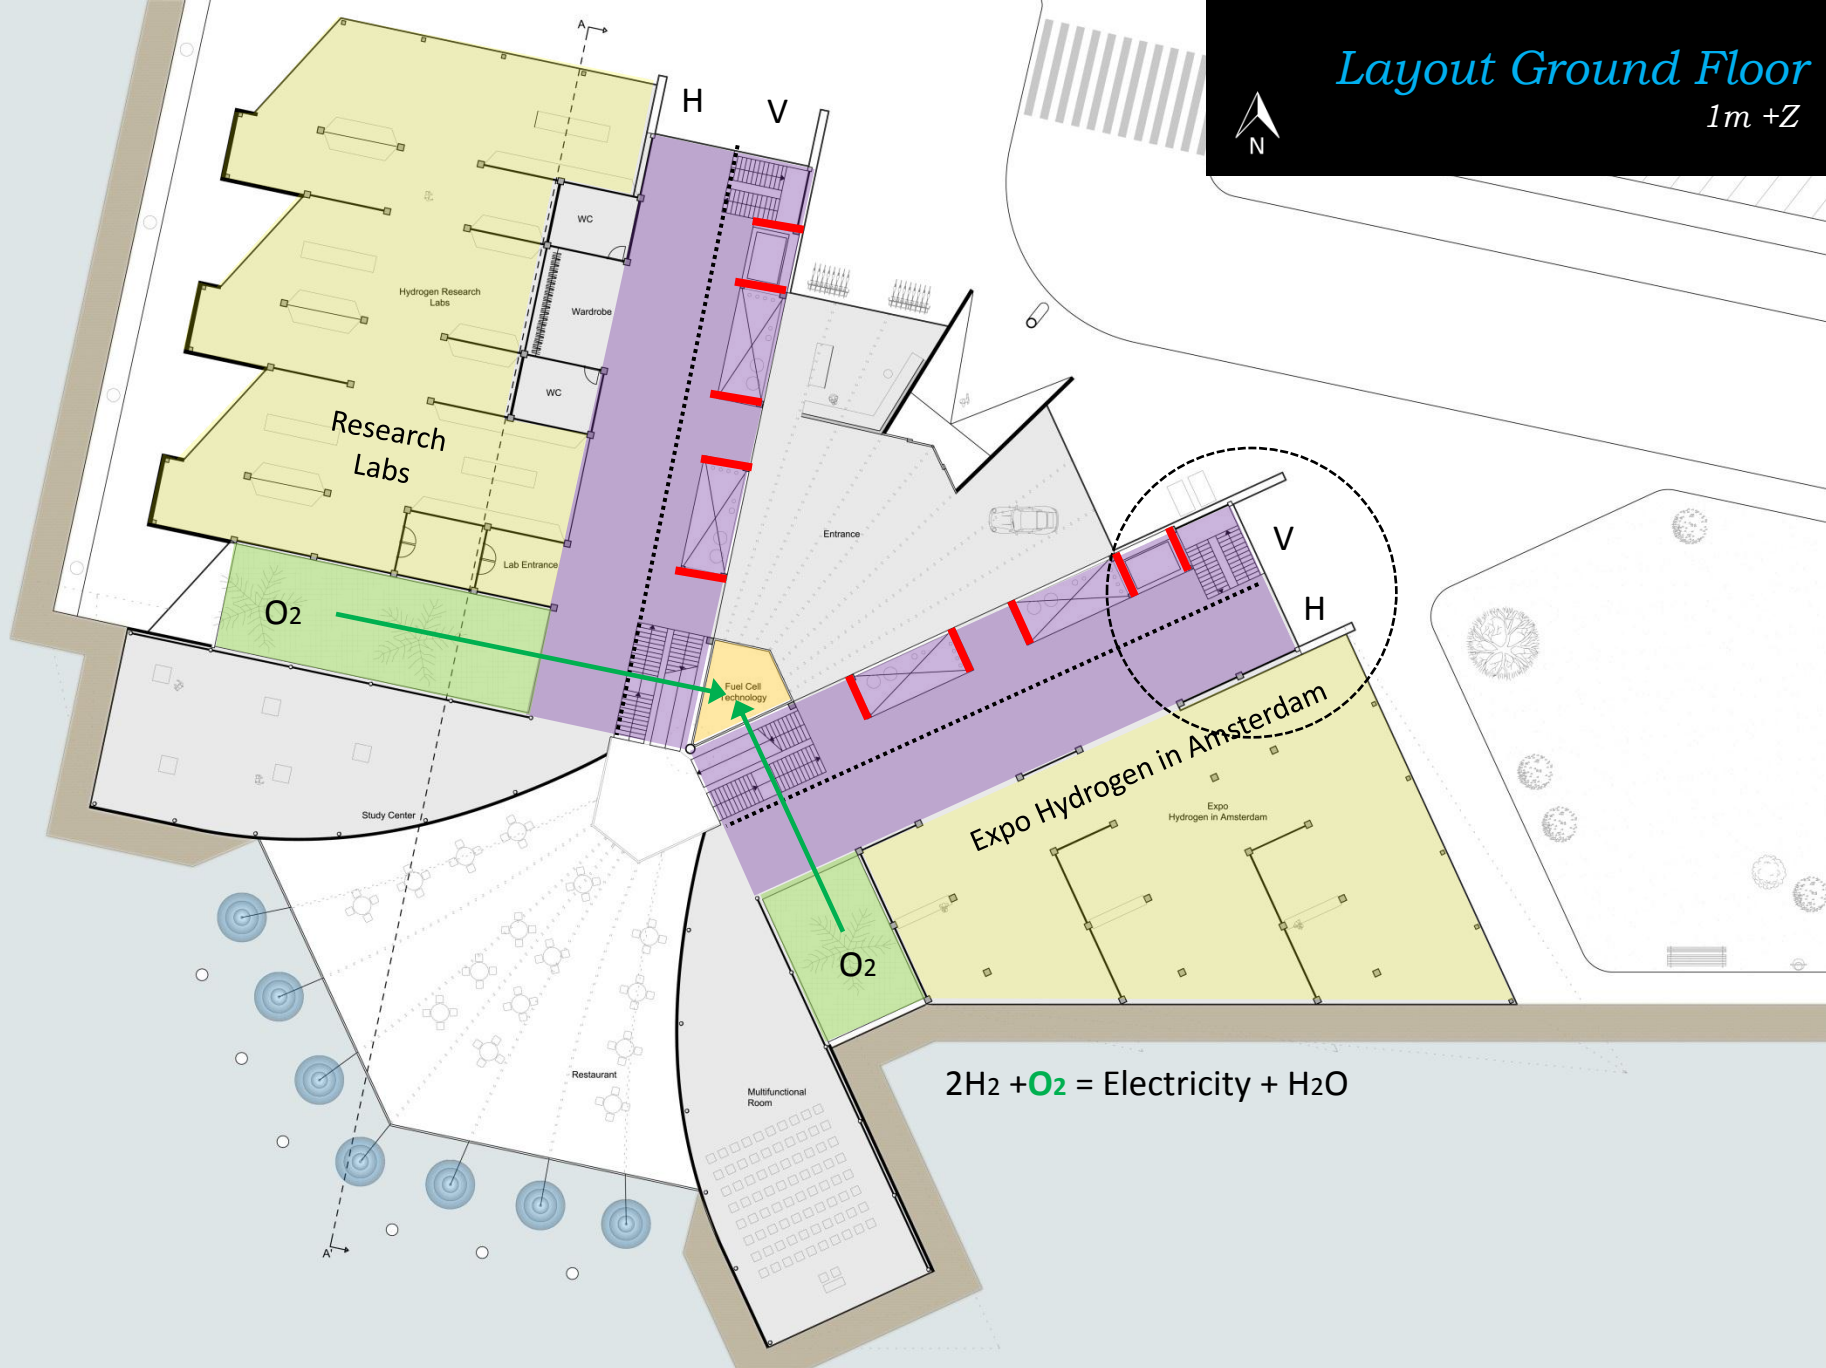 Layout Ground Floor
1m +Z
N
A
H
V
WC
Hydrogen Research
Labs
Wardrobe
WC
Research
Labs
Entrance
Lab Entrance
V
H
O2
Fuel Cell
Technology
Expo Hydrogen in Amsterdam
Expo
Hydrogen in Amsterdam
Study Center
O2
Restaurant
Multifunctional
Room
2H2 +O2 = Electricity + H2O
A'